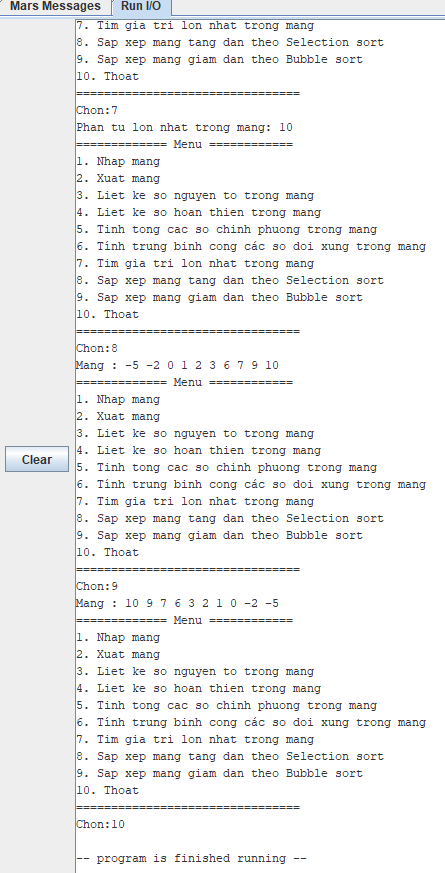 Mars Messages Run I/O
7. Tim gia tri lon nhat trong mang
8. Sap xep mang tang dan theo Selection sort
9. Sap xep mang giam dan theo Bubble sort
10. Thoat
================================
Chon:7
Phan tu lon nhat trong mang: 10
============= Menu ============
1. Nhap mang
2. Xuat mang
3. Liet ke so nguyen to trong mang
4. Liet ke so hoan thien trong mang
5. Tinh tong cac so chinh phuong trong mang
6. Tính trung binh cong các so doi xung trong mang
7. Tim gia tri lon nhat trong mang
8. Sap xep mang tang dan theo Selection sort
9. Sap xep mang giam dan theo Bubble sort
10. Thoat
================================
Chon:8
Mang : -5 -2 0 1 2 3 6 7 9 10
============= Menu ============
1. Nhap mang
2. Xuat mang
3. Liet ke so nguyen to trong mang
4. Liet ke so hoan thien trong mang
Clear
5. Tinh tong cac so chinh phuong trong mang
6. Tính trung binh cong các so doi xung trong mang
7. Tim gia tri lon nhat trong mang
8. Sap xep mang tang dan theo Selection sort
9. Sap xep mang giam dan theo Bubble sort
10. Thoat
================================
Chon:9
Mang : 10 9 7 6 3 2 1 0 -2 -5
============= Menu ============
1. Nhap mang
2. Xuat mang
3. Liet ke so nguyen to trong mang
4. Liet ke so hoan thien trong mang
5. Tinh tong cac so chinh phuong trong mang
6. Tính trung binh cong các so doi xung trong mang
7. Tim gia tri lon nhat trong mang
8. Sap xep mang tang dan theo Selection sort
9. Sap xep mang giam dan theo Bubble sort
10. Thoat
================================
Chon:10
-- program is finished running --